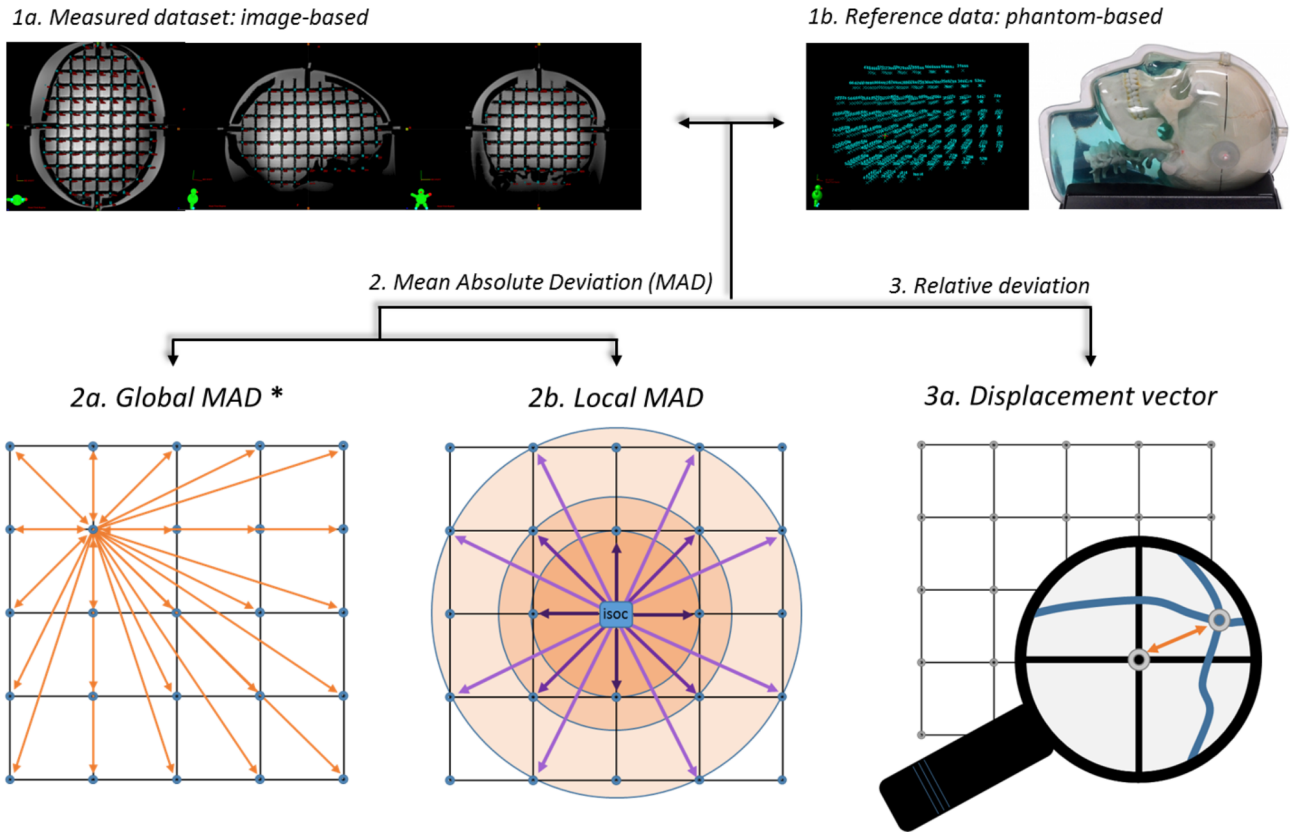 1a. Measured dataset: image-based
1b. Reference data: phantom-based
2. Mean Absolute Deviation (MAD)
3. Relative deviation
2a. Global MAD *
2b. Local MAD
3a. Displacement vector
isoc